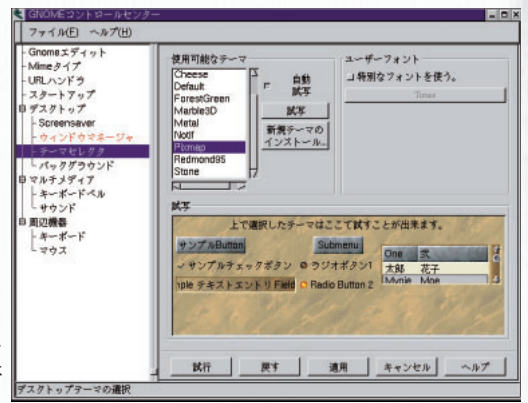 GNOMEコントロールセンター
ファイル(F) ヘルプ(H)
Gnomeエディット
Mimeタイプ
URLハンドラ
スタートアップ
デスクトップ
Screensaver
ウィンドウマネージャ
テーマセレクタ
バックグラウンド
マルチメディア
キーボードベル
サウンド
周辺機器
キーボード
マウス
使用可能なテーマ
Cheese
Default
ForestGreen
Marble3D
Metal
Notif
Pixmap
Redmond95
Stone
自動
試写
試写
新規テーマの
インストール...
ユーザーフォント
特別なフォントを使う。
Times
試写
上で選択したテーマはここで試すことが出来ます。
サンプルButton
Submenu
サンプルチェックボタン
ラジオボタン1
mple テキストエントリ Field
Radio Button 2
One 弐
太郎 花子
Mynie Moe
試行 戻す 適用 キャンセル ヘルプ
デスクトップテーマの選択